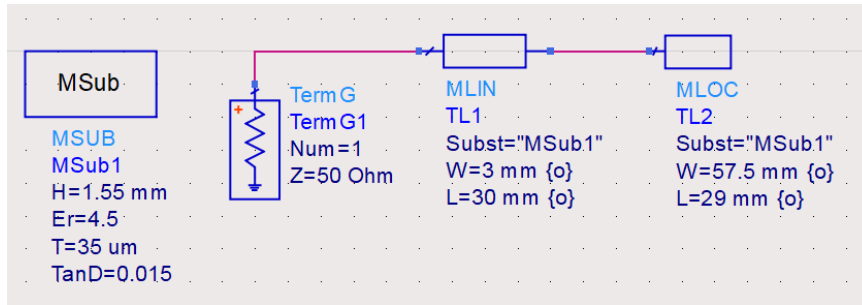 MSub
MSUB
MSub1
H=1.55 mm
Er=4.5
T=35 um
TanD=0.015
+
TermG
TermG1
Num=1
Z=50 Ohm
MLIN
TL1
Subst="MSub1"
W=3 mm {o}
L=30 mm {o}
MLOC
TL2
Subst="MSub1"
W=57.5 mm {o}
L=29 mm {o}